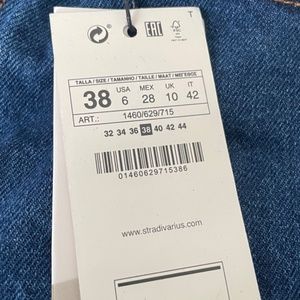 T
EAC
FSC
TALLA / SIZE / TAMANHO / TAILLE / MAAT / ΜΕΓΕΘΟΣ
38 USA 6 MEX 28 UK 10 IT 42
ART.: 1460/629/715
32 34 36 38 40 42 44
01460629715386
www.stradivarius.com